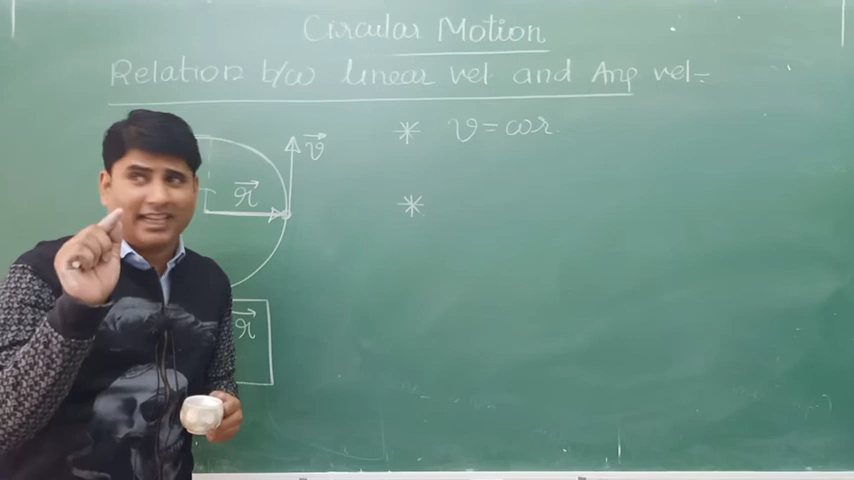 Circular Motion
Relation b/w linear vel and Ang vel:-
* v = ωr.
v⃗
r⃗
*
r⃗